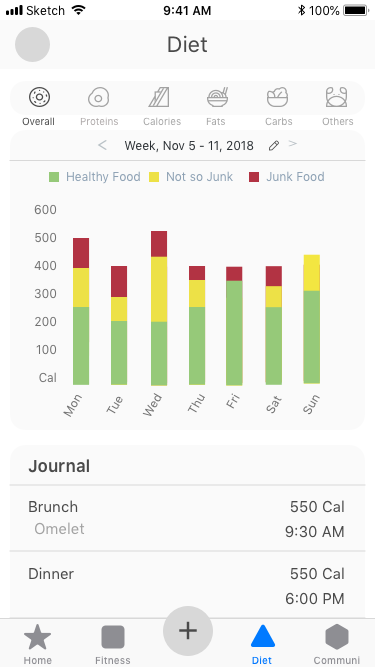 Sketch 9:41 AM 100%
Diet
Overall Proteins Calories Fats Carbs Others
< Week, Nov 5 - 11, 2018 >
Healthy Food Not so Junk Junk Food
600
500
400
300
200
100
Cal
Mon Tue Wed Thu Fri Sat Sun
Journal
Brunch 550 Cal
Omelet 9:30 AM
Dinner 550 Cal
6:00 PM
+
Home Fitness Diet Communi